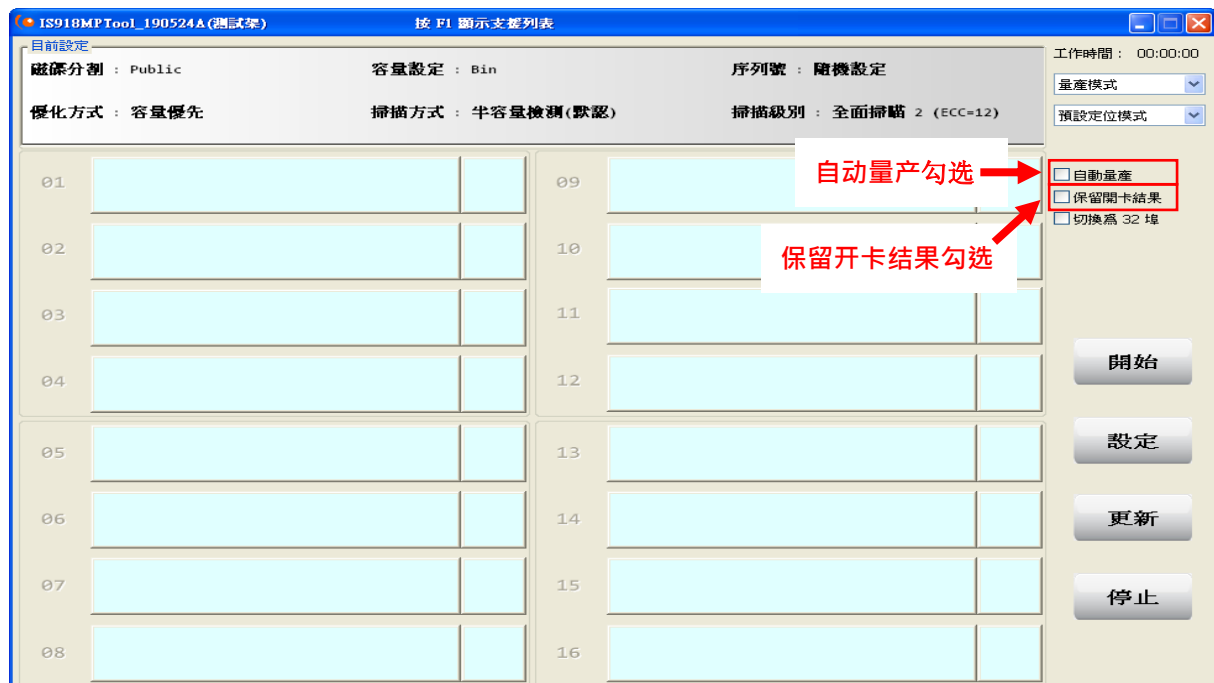 IS918MPTool_190524A(測試架) 按 F1 顯示支援列表
目前設定
磁碟分割 : Public 容量設定 : Bin 序列號 : 隨機設定
優化方式 : 容量優先 掃描方式 : 半容量檢測(默認) 掃描級別 : 全面掃瞄 2 (ECC=12)
工作時間: 00:00:00
量產模式
預設定位模式
自动量产勾选
自動量產
保留開卡結果
切換為 32 埠
保留开卡结果勾选
01 09
02 10
03 11
04 12
05 13
06 14
07 15
08 16
開始
設定
更新
停止